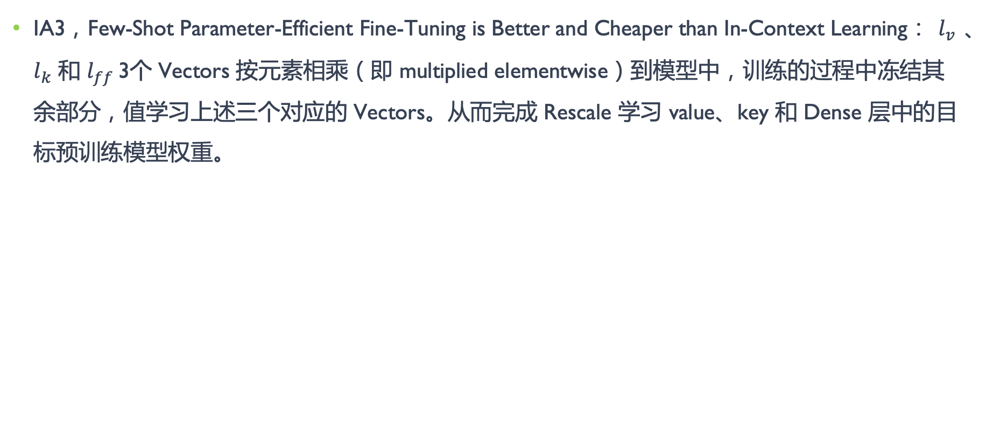 • IA3，Few-Shot Parameter-Efficient Fine-Tuning is Better and Cheaper than In-Context Learning： $l_v$ 、
$l_k$ 和 $l_{ff}$ 3个 Vectors 按元素相乘（即 multiplied elementwise）到模型中，训练的过程中冻结其
余部分，值学习上述三个对应的 Vectors。从而完成 Rescale 学习 value、key 和 Dense 层中的目
标预训练模型权重。